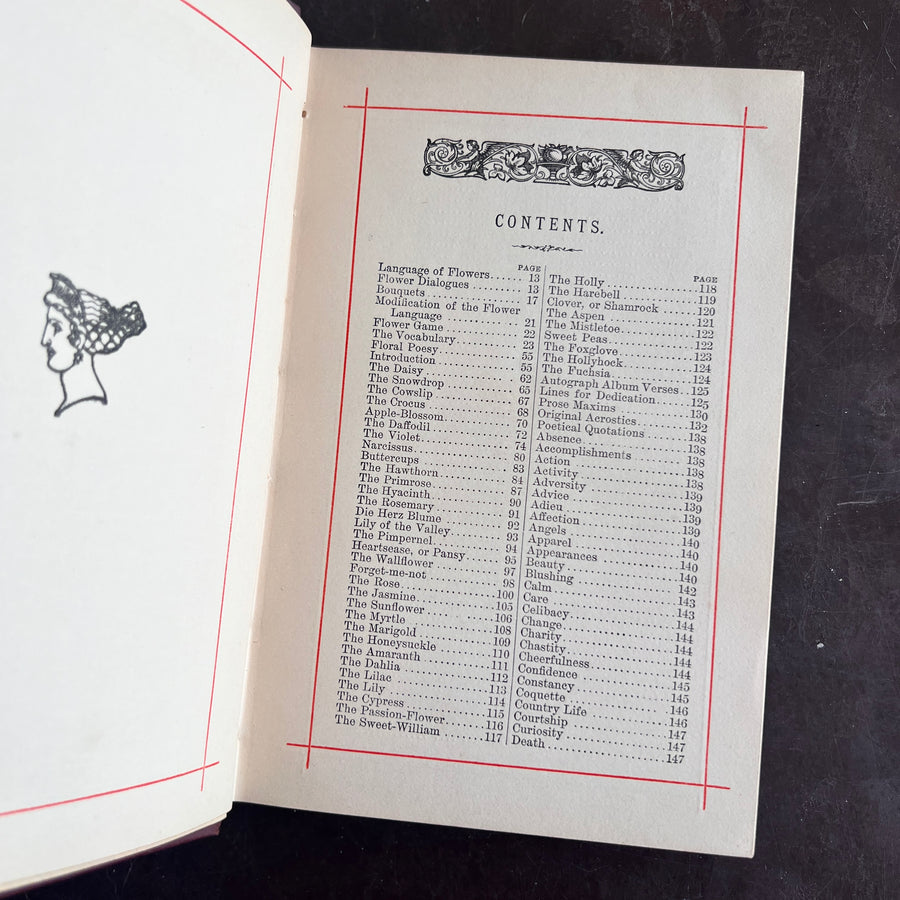 CONTENTS.
PAGE
Language of Flowers...... 13
Flower Dialogues ........ 13
Bouquets ................ 17
Modification of the Flower
Language .............. 21
Flower Game ............. 22
The Vocabulary........... 23
Floral Poesy............. 55
Introduction ............ 55
The Daisy ............... 62
The Snowdrop ............ 65
The Cowslip ............. 67
The Crocus .............. 68
Apple-Blossom............ 70
The Daffodil ............ 72
The Violet............... 74
Narcissus................ 80
Buttercups .............. 83
The Hawthorn ............ 84
The Primrose ............ 87
The Hyacinth ............ 90
The Rosemary ............ 91
Die Herz Blume .......... 92
Lily of the Valley ...... 93
The Pimpernel............ 94
Heartsease, or Pansy..... 95
The Wallflower .......... 97
Forget-me-not ........... 98
The Rose................. 100
The Jasmine.............. 105
The Sunflower ........... 106
The Myrtle .............. 108
The Marigold ............ 109
The Honeysuckle ......... 110
The Amaranth ............ 111
The Dahlia .............. 112
The Lilac ............... 113
The Lily ................ 114
The Cypress ............. 115
The Passion-Flower....... 116
The Sweet-William ....... 117
PAGE
The Holly ............... 118
The Harebell ............ 119
Clover, or Shamrock ..... 120
The Aspen ............... 121
The Mistletoe............ 122
Sweet Peas .............. 122
The Foxglove ............ 123
The Hollyhock ........... 124
The Fuchsia.............. 124
Autograph Album Verses... 125
Lines for Dedication..... 125
Prose Maxims ............ 130
Original Acrostics ...... 132
Poetical Quotations ..... 138
Absence.................. 138
Accomplishments ......... 138
Action .................. 138
Activity ................ 138
Adversity ............... 139
Advice .................. 139
Adieu ................... 139
Affection ............... 139
Angels .................. 140
Apparel ................. 140
Appearances ............. 140
Beauty .................. 140
Blushing ................ 142
Calm .................... 143
Care .................... 143
Celibacy ................ 144
Change .................. 144
Charity ................. 144
Chastity ................ 144
Cheerfulness ............ 144
Confidence .............. 145
Constancy ............... 145
Coquette ................ 146
Country Life ............ 146
Courtship ............... 147
Curiosity ............... 147
Death ................... 147